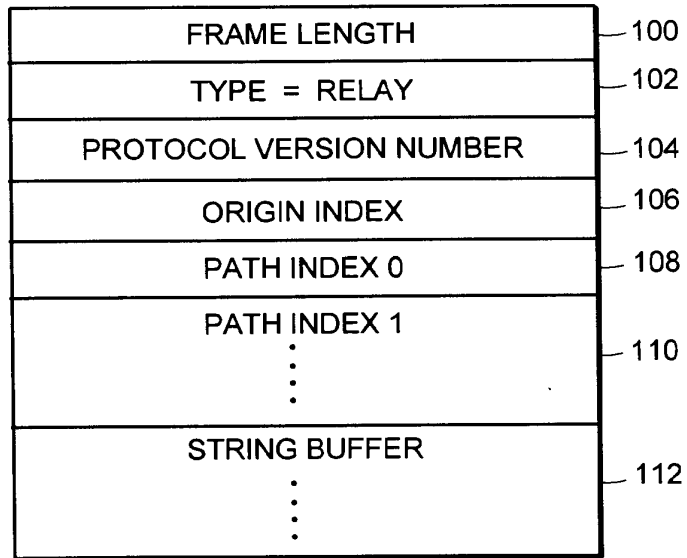 FRAME LENGTH 100
TYPE = RELAY 102
PROTOCOL VERSION NUMBER 104
ORIGIN INDEX 106
PATH INDEX 0 108
PATH INDEX 1
110
STRING BUFFER
112